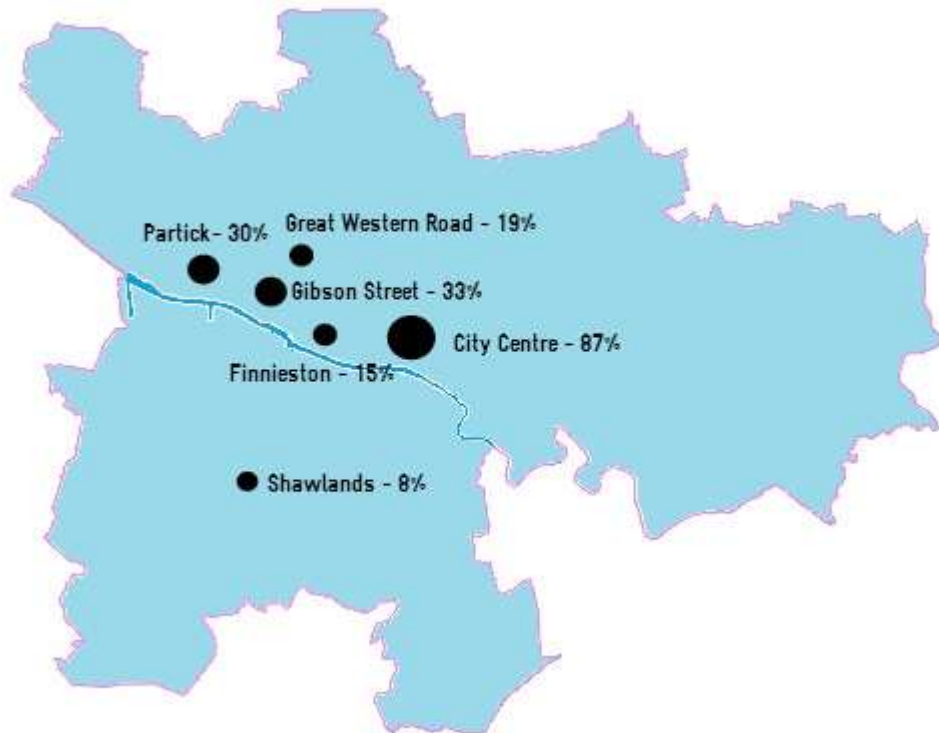 Great Western Road - 19%
Partick- 30%
Gibson Street - 33%
City Centre - 87%
Finnieston - 15%
Shawlands - 8%